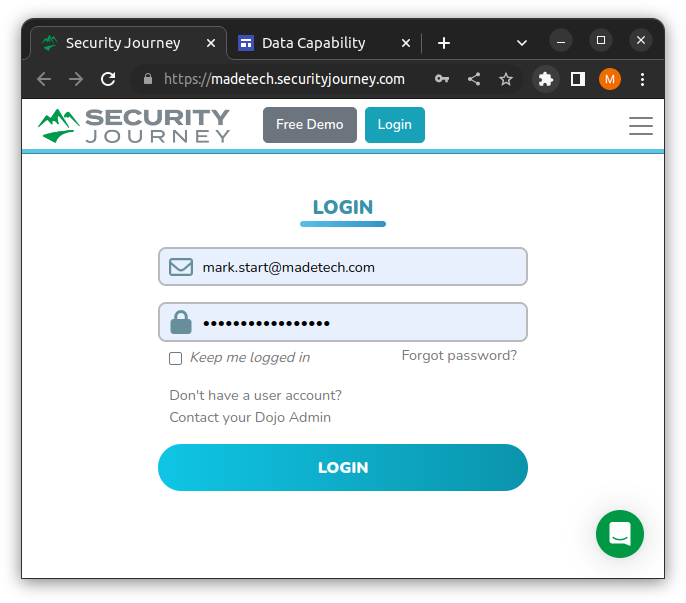 Security Journey
Data Capability
https://madetech.securityjourney.com
M
SECURITY
JOURNEY
Free Demo
Login
LOGIN
mark.start@madetech.com
•••••••••••••••••
Keep me logged in
Forgot password?
Don't have a user account?
Contact your Dojo Admin
LOGIN